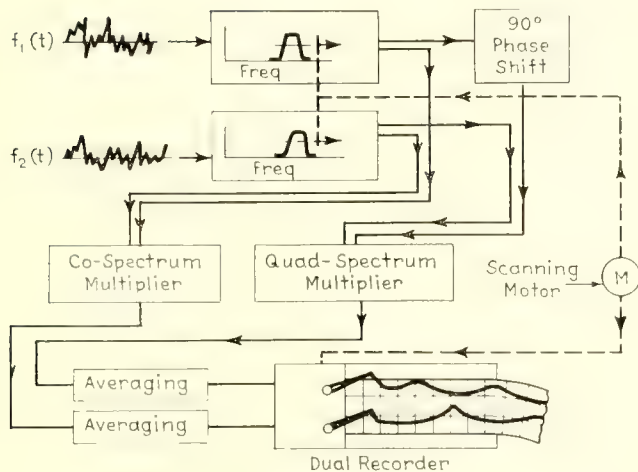 f₁(t)
Freq
90°
Phase
Shift
f₂(t)
Freq
Co-Spectrum
Multiplier
Quad-Spectrum
Multiplier
Scanning
Motor
M
Averaging
Averaging
Dual Recorder